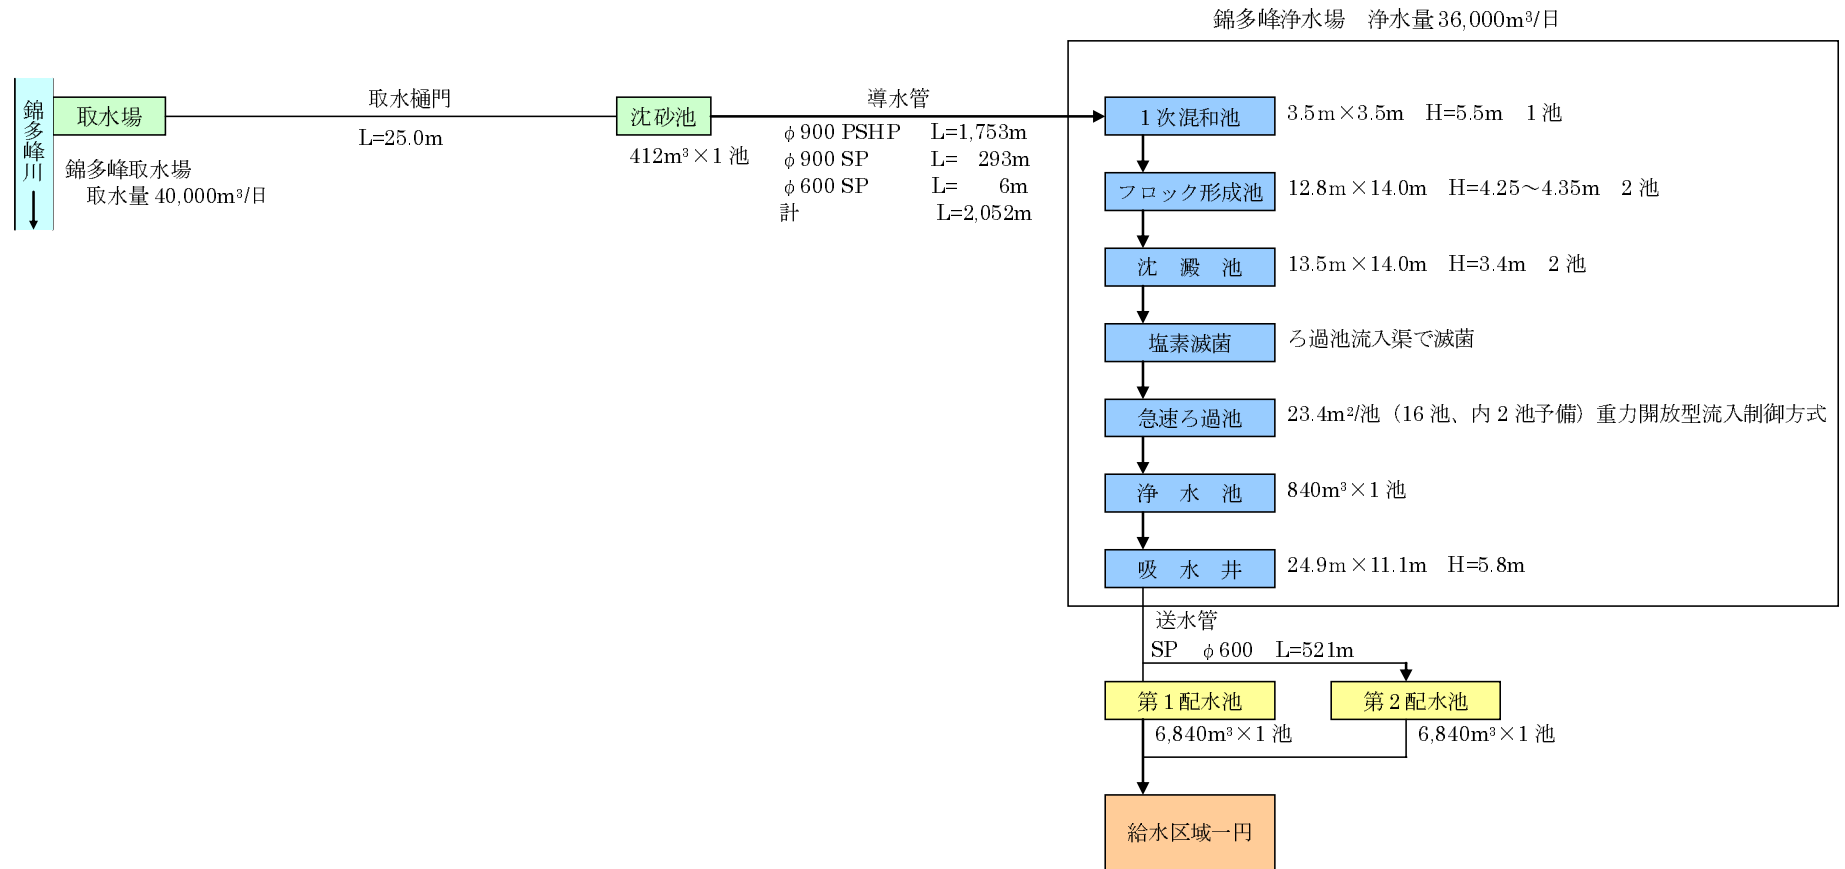 錦多峰浄水場　浄水量 36,000m³/日
錦多峰川
取水場
錦多峰取水場
取水量 40,000m³/日
取水樋門
L=25.0m
沈砂池
412m³×1 池
導水管
φ900 PSHP　L=1,753m
φ900 SP　L=　293m
φ600 SP　L=　6m
計　L=2,052m
1 次混和池
3.5m×3.5m　H=5.5m　1 池
フロック形成池
12.8m×14.0m　H=4.25～4.35m　2 池
沈　澱　池
13.5m×14.0m　H=3.4m　2 池
塩素滅菌
ろ過池流入渠で滅菌
急速ろ過池
23.4m²/池（16 池、内 2 池予備）重力開放型流入制御方式
浄　水　池
840m³×1 池
吸　水　井
24.9m×11.1m　H=5.8m
送水管
SP　φ600　L=521m
第 1 配水池
6,840m³×1 池
第 2 配水池
6,840m³×1 池
給水区域一円